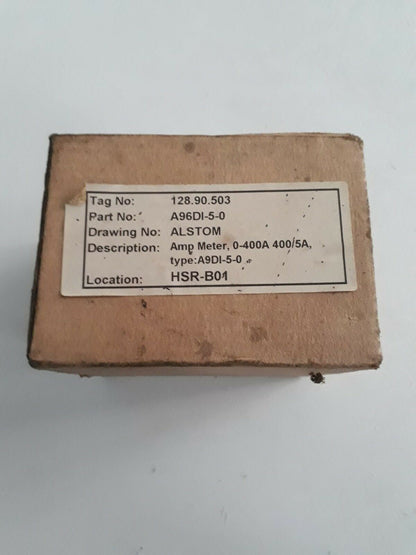 Tag No: 128.90.503
Part No: A96DI-5-0
Drawing No: ALSTOM
Description: Amp Meter, 0-400A 400/5A,
type:A9DI-5-0
Location: HSR-B01